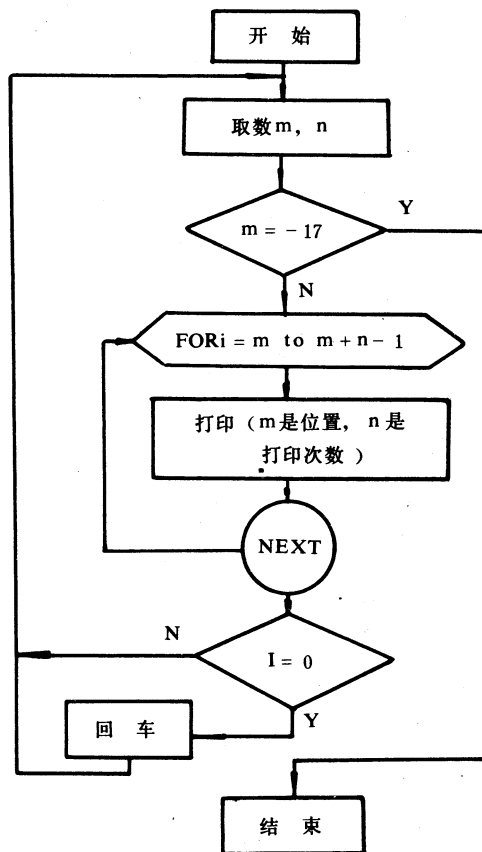 开 始
取数m，n
m = - 17
Y
N
FORi = m to m + n - 1
打印（m是位置，n是
打印次数）
NEXT
N
I = 0
Y
回 车
结 束